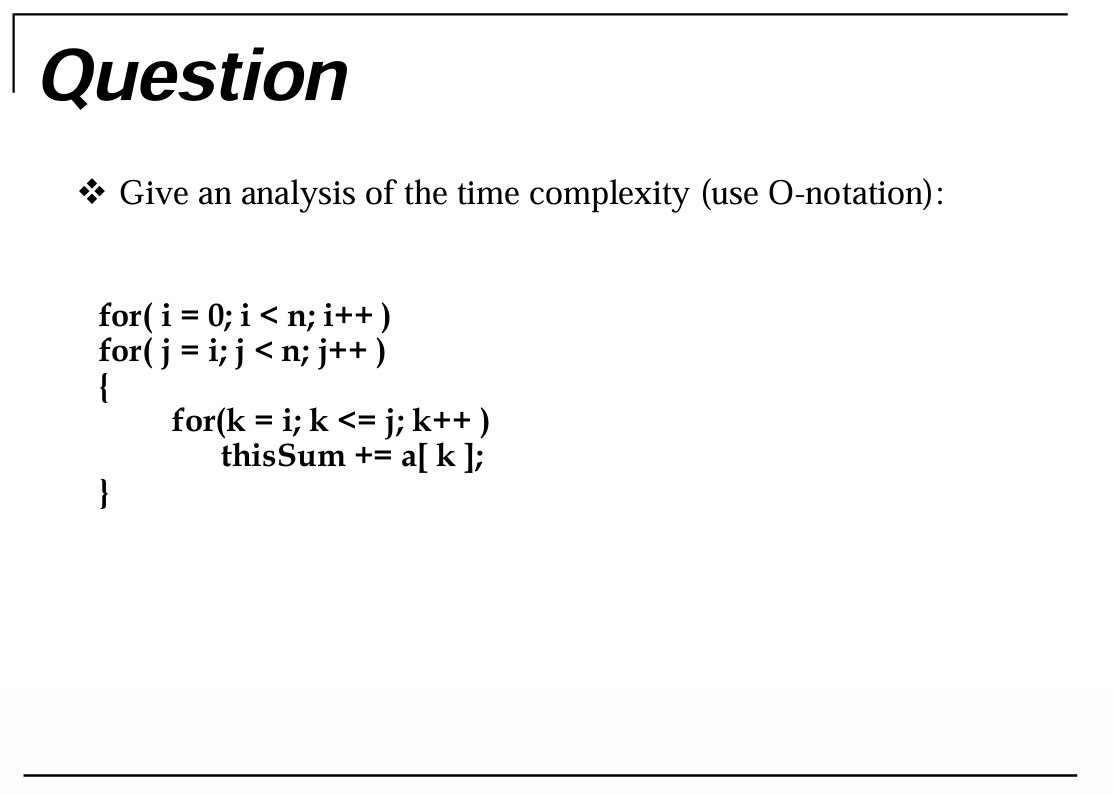 Question
❖ Give an analysis of the time complexity (use O-notation):
for( i = 0; i < n; i++ )
for( j = i; j < n; j++ )
{
for(k = i; k <= j; k++ )
thisSum += a[ k ];
}